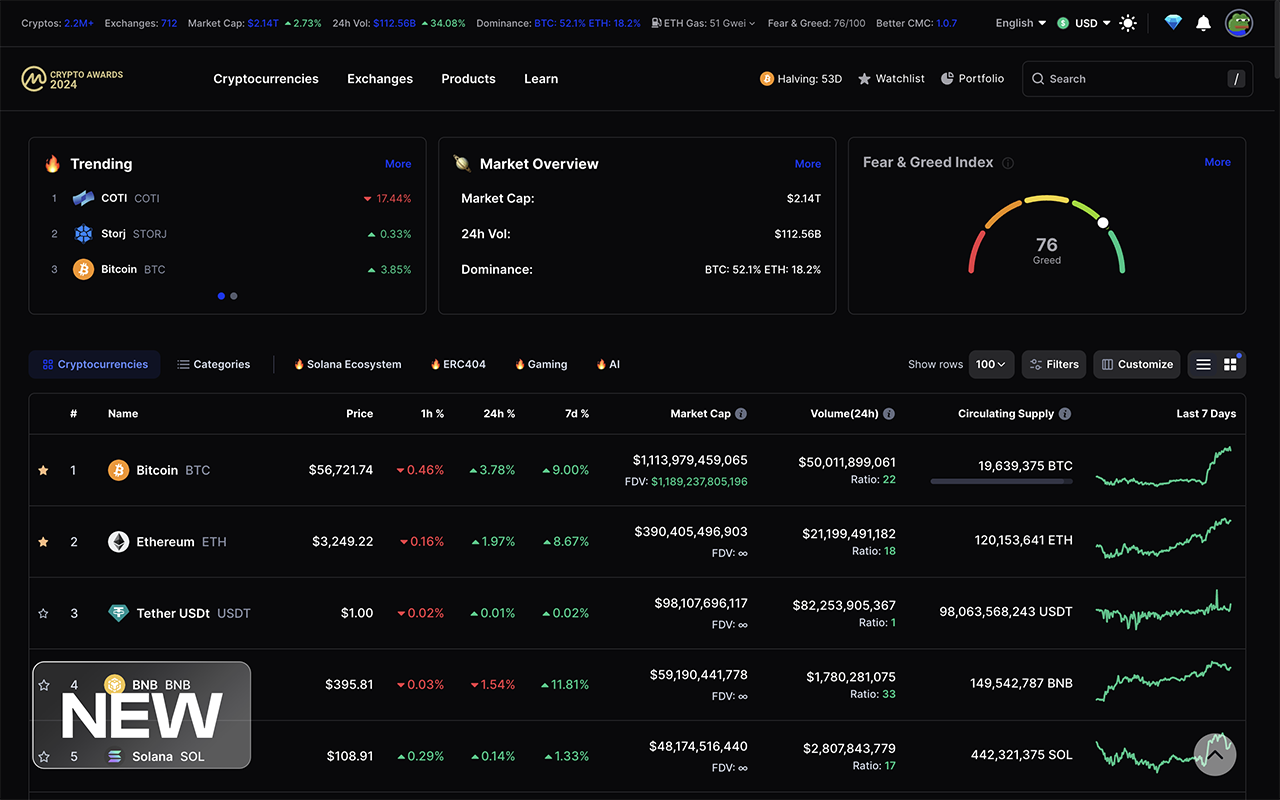 Cryptos: 2.2M+ Exchanges: 712 Market Cap: $2.14T 2.73% 24h Vol: $112.56B 34.08% Dominance: BTC: 52.1% ETH: 18.2% ETH Gas: 51 Gwei Fear & Greed: 76/100 Better CMC: 1.0.7 English USD
CRYPTO AWARDS
2024
Cryptocurrencies Exchanges Products Learn Halving: 53D Watchlist Portfolio Search /
Trending More
1 COTI COTI 17.44%
2 Storj STORJ 0.33%
3 Bitcoin BTC 3.85%
Market Overview More
Market Cap: $2.14T
24h Vol: $112.56B
Dominance: BTC: 52.1% ETH: 18.2%
Fear & Greed Index More
76
Greed
Cryptocurrencies Categories Solana Ecosystem ERC404 Gaming AI Show rows 100 Filters Customize
# Name Price 1h % 24h % 7d % Market Cap Volume(24h) Circulating Supply Last 7 Days
1 Bitcoin BTC $56,721.74 0.46% 3.78% 9.00% $1,113,979,459,065 $50,011,899,061 19,639,375 BTC
FDV: $1,189,237,805,196 Ratio: 22
2 Ethereum ETH $3,249.22 0.16% 1.97% 8.67% $390,405,496,903 $21,199,491,182 120,153,641 ETH
FDV: ∞ Ratio: 18
3 Tether USDt USDT $1.00 0.02% 0.01% 0.02% $98,107,696,117 $82,253,905,367 98,063,568,243 USDT
FDV: ∞ Ratio: 1
4 BNB BNB $395.81 0.03% 1.54% 11.81% $59,190,441,778 $1,780,281,075 149,542,787 BNB
FDV: ∞ Ratio: 33
NEW
5 Solana SOL $108.91 0.29% 0.14% 1.33% $48,174,516,440 $2,807,843,779 442,321,375 SOL
FDV: ∞ Ratio: 17